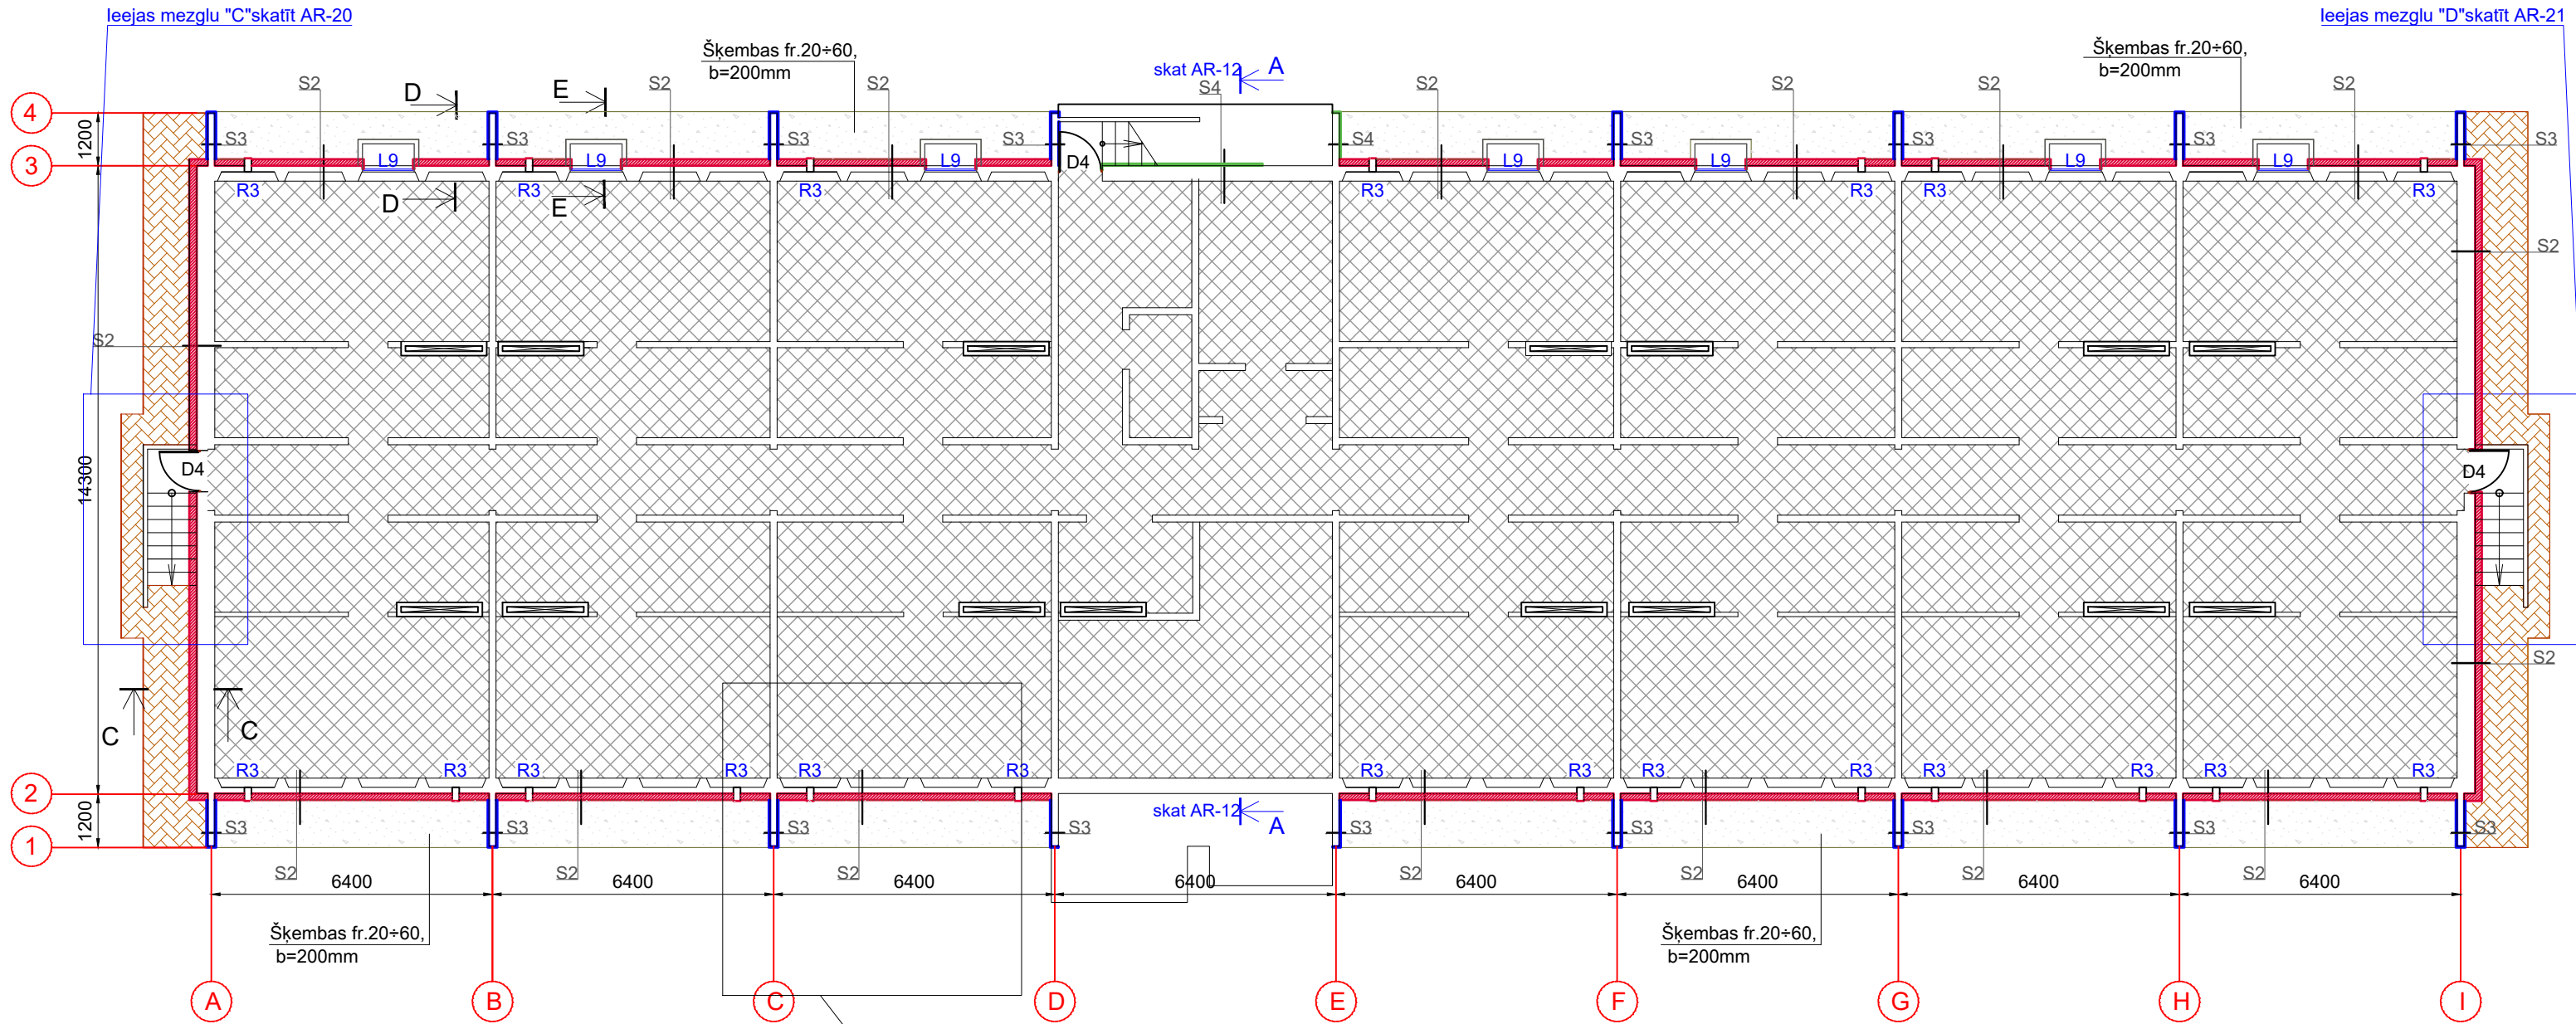 Ieejas mezglu "C"skatīt AR-20
Ieejas mezglu "D"skatīt AR-21
Šķembas fr.20÷60,
b=200mm
skat AR-12
A
Šķembas fr.20÷60,
b=200mm
S2
D
E
S2
S2
S4
S2
S2
S2
S2
4
1200
S3
S3
S3
S3
D4
S4
S3
S3
S3
S3
3
L9
L9
L9
L9
L9
L9
L9
R3
D
R3
E
R3
R3
R3
R3
R3
R3
S2
S2
14300
D4
D4
S2
C
C
R3
R3
R3
R3
R3
R3
R3
R3
R3
R3
R3
R3
R3
R3
2
1200
S3
S3
S3
S3
skat AR-12
A
S3
S3
S3
S3
S3
1
S2
S2
S2
S2
S2
S2
S2
6400
6400
6400
6400
6400
6400
6400
6400
Šķembas fr.20÷60,
b=200mm
Šķembas fr.20÷60,
b=200mm
A
B
C
D
E
F
G
H
I